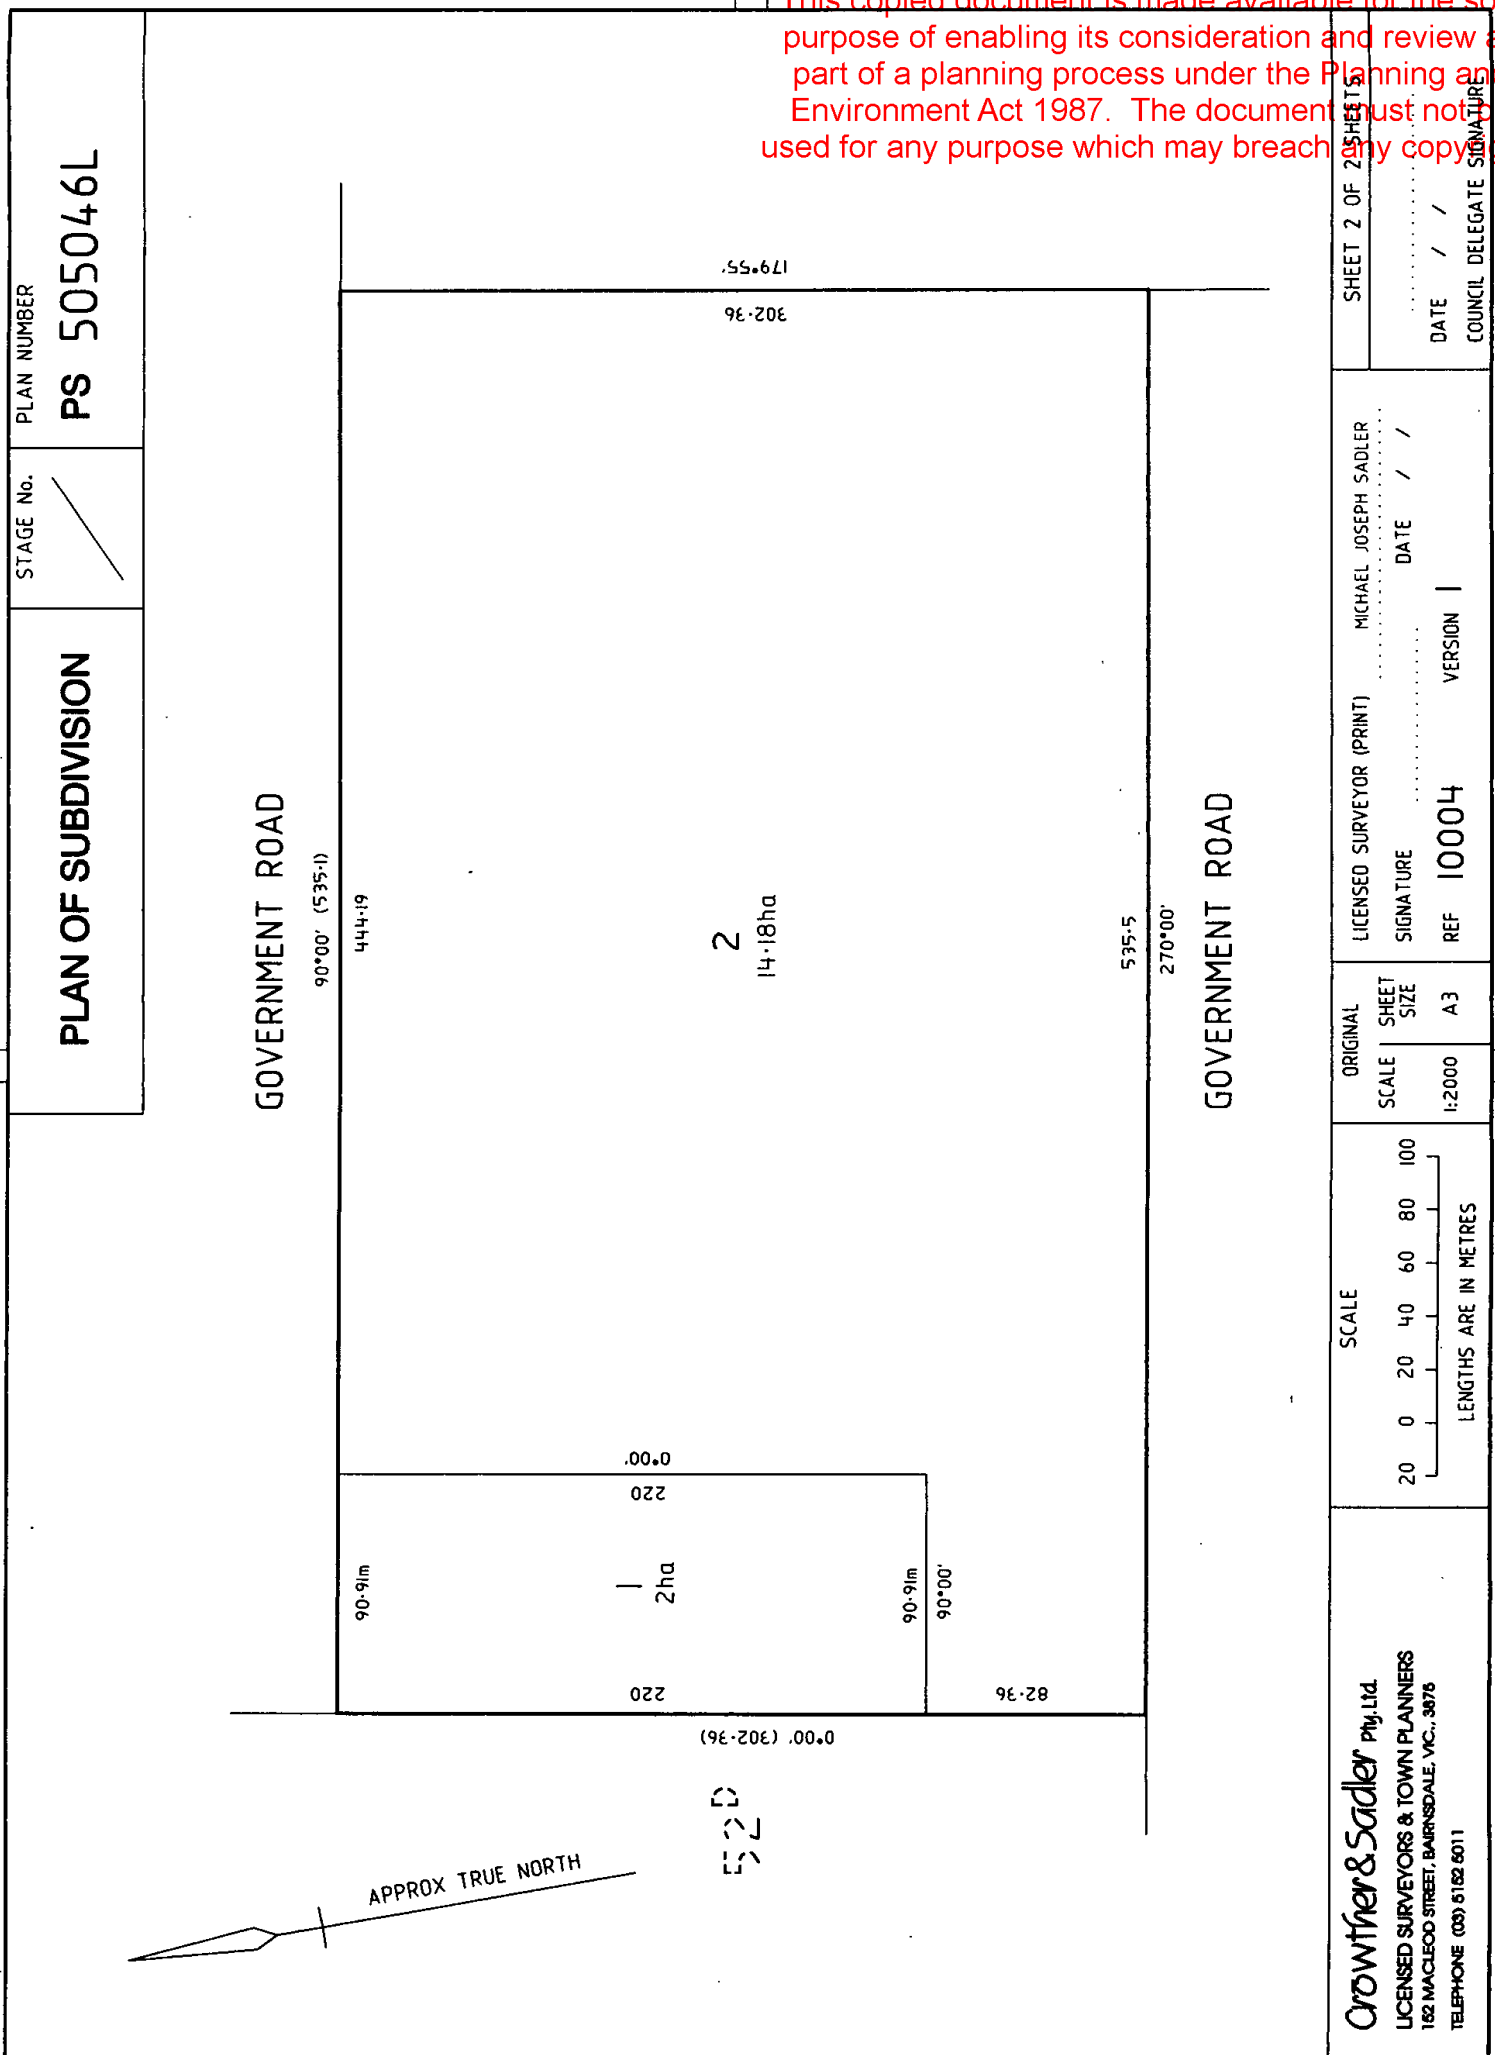 This copied document is made available for the so
purpose of enabling its consideration and review a
part of a planning process under the Planning an
Environment Act 1987. The document must not b
used for any purpose which may breach any copyrig
PLAN OF SUBDIVISION
STAGE No.
PLAN NUMBER
PS 505046L
GOVERNMENT ROAD
90°00' (535·1)
90·91m
444·19
179°55'
302·36
0°00'
220
1
2ha
220
0°00' (302·36)
90·91m
90°00'
82·36
2
14·18ha
535·5
270°00'
GOVERNMENT ROAD
52D
APPROX TRUE NORTH
Crowther&Sadler Pty.Ltd.
LICENSED SURVEYORS & TOWN PLANNERS
152 MACLEOD STREET, BAIRNSDALE, VIC., 3875
TELEPHONE (03) 5152 5011
SCALE
20 0 20 40 60 80 100
LENGTHS ARE IN METRES
ORIGINAL
SCALE
SHEET
SIZE
1:2000
A3
LICENSED SURVEYOR (PRINT) MICHAEL JOSEPH SADLER
SIGNATURE DATE / /
REF 10004 VERSION 1
SHEET 2 OF 2 SHEETS
DATE / /
COUNCIL DELEGATE SIGNATURE